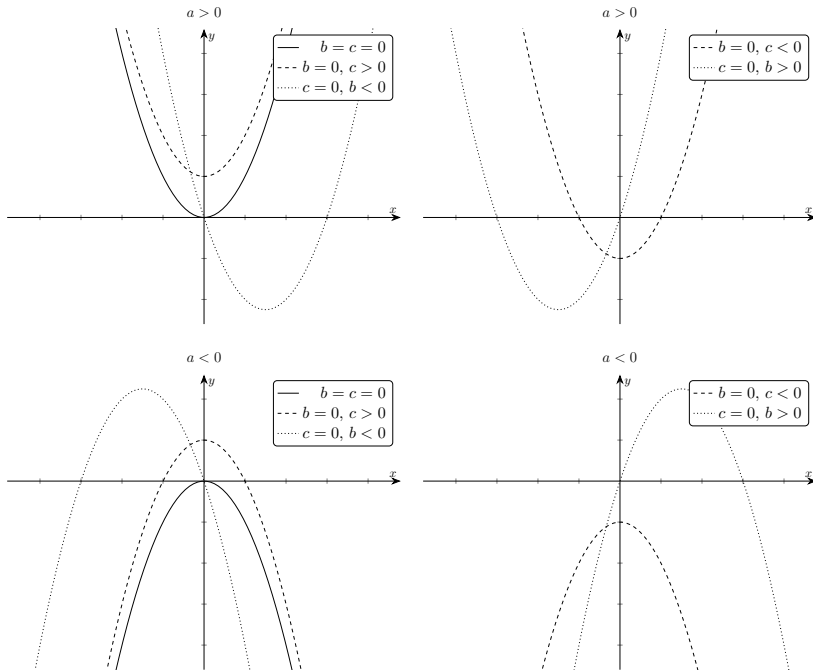 a > 0
y
b = c = 0
b = 0, c > 0
c = 0, b < 0
x
a > 0
y
b = 0, c < 0
c = 0, b > 0
x
a < 0
y
b = c = 0
b = 0, c > 0
c = 0, b < 0
x
a < 0
y
b = 0, c < 0
c = 0, b > 0
x